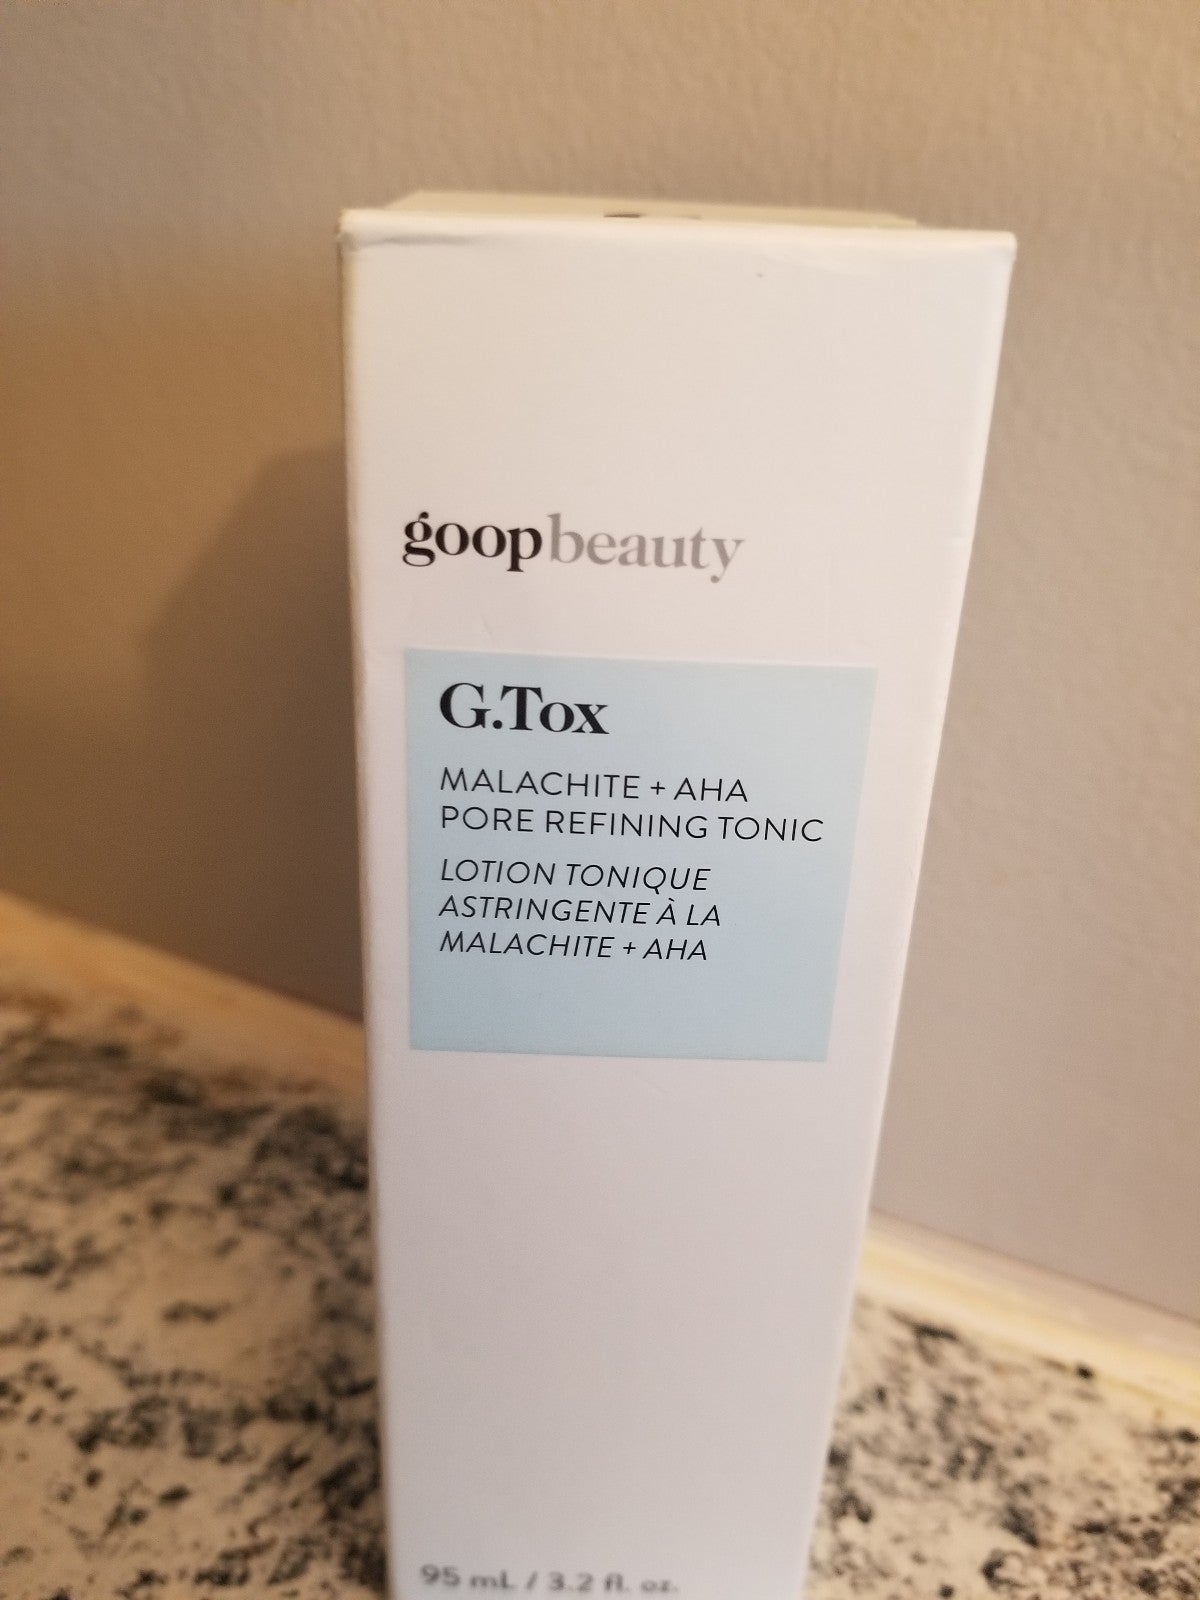 goopbeauty
G.Tox
MALACHITE + AHA
PORE REFINING TONIC
LOTION TONIQUE
ASTRINGENTE À LA
MALACHITE + AHA
95 mL / 3.2 fl. oz.